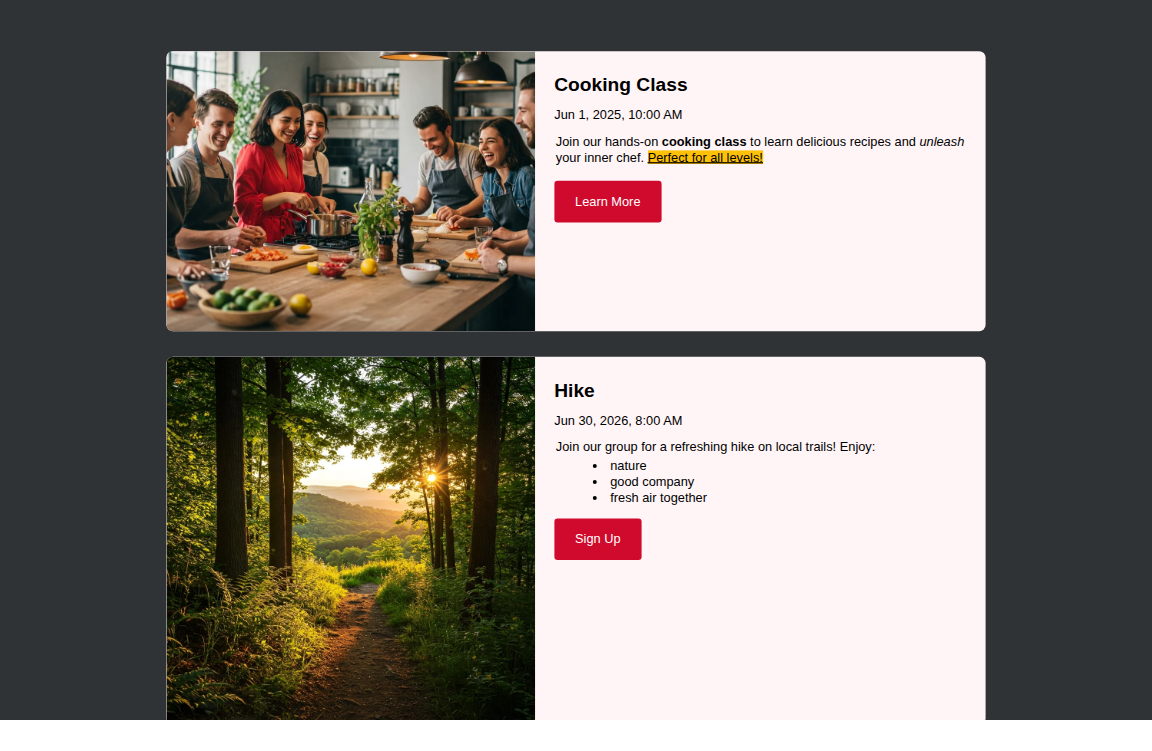 Cooking Class
Jun 1, 2025, 10:00 AM
Join our hands-on cooking class to learn delicious recipes and unleash
your inner chef. Perfect for all levels!
Learn More
Hike
Jun 30, 2026, 8:00 AM
Join our group for a refreshing hike on local trails! Enjoy:
• nature
• good company
• fresh air together
Sign Up